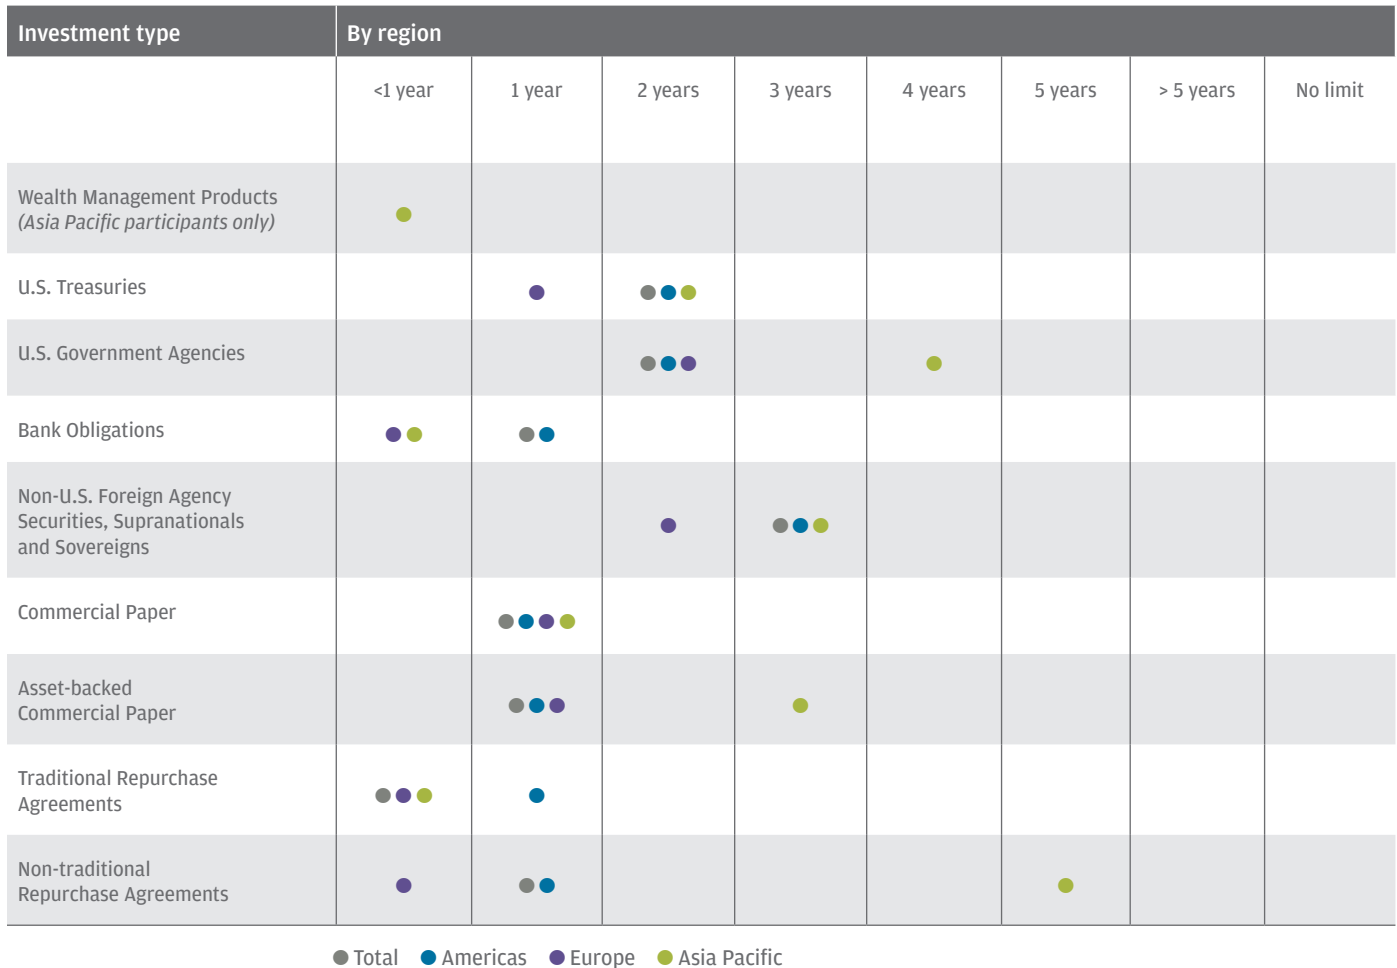 Investment type By region
<1 year 1 year 2 years 3 years 4 years 5 years > 5 years No limit
Wealth Management Products
(Asia Pacific participants only)
U.S. Treasuries
U.S. Government Agencies
Bank Obligations
Non-U.S. Foreign Agency
Securities, Supranationals
and Sovereigns
Commercial Paper
Asset-backed
Commercial Paper
Traditional Repurchase
Agreements
Non-traditional
Repurchase Agreements
Total Americas Europe Asia Pacific